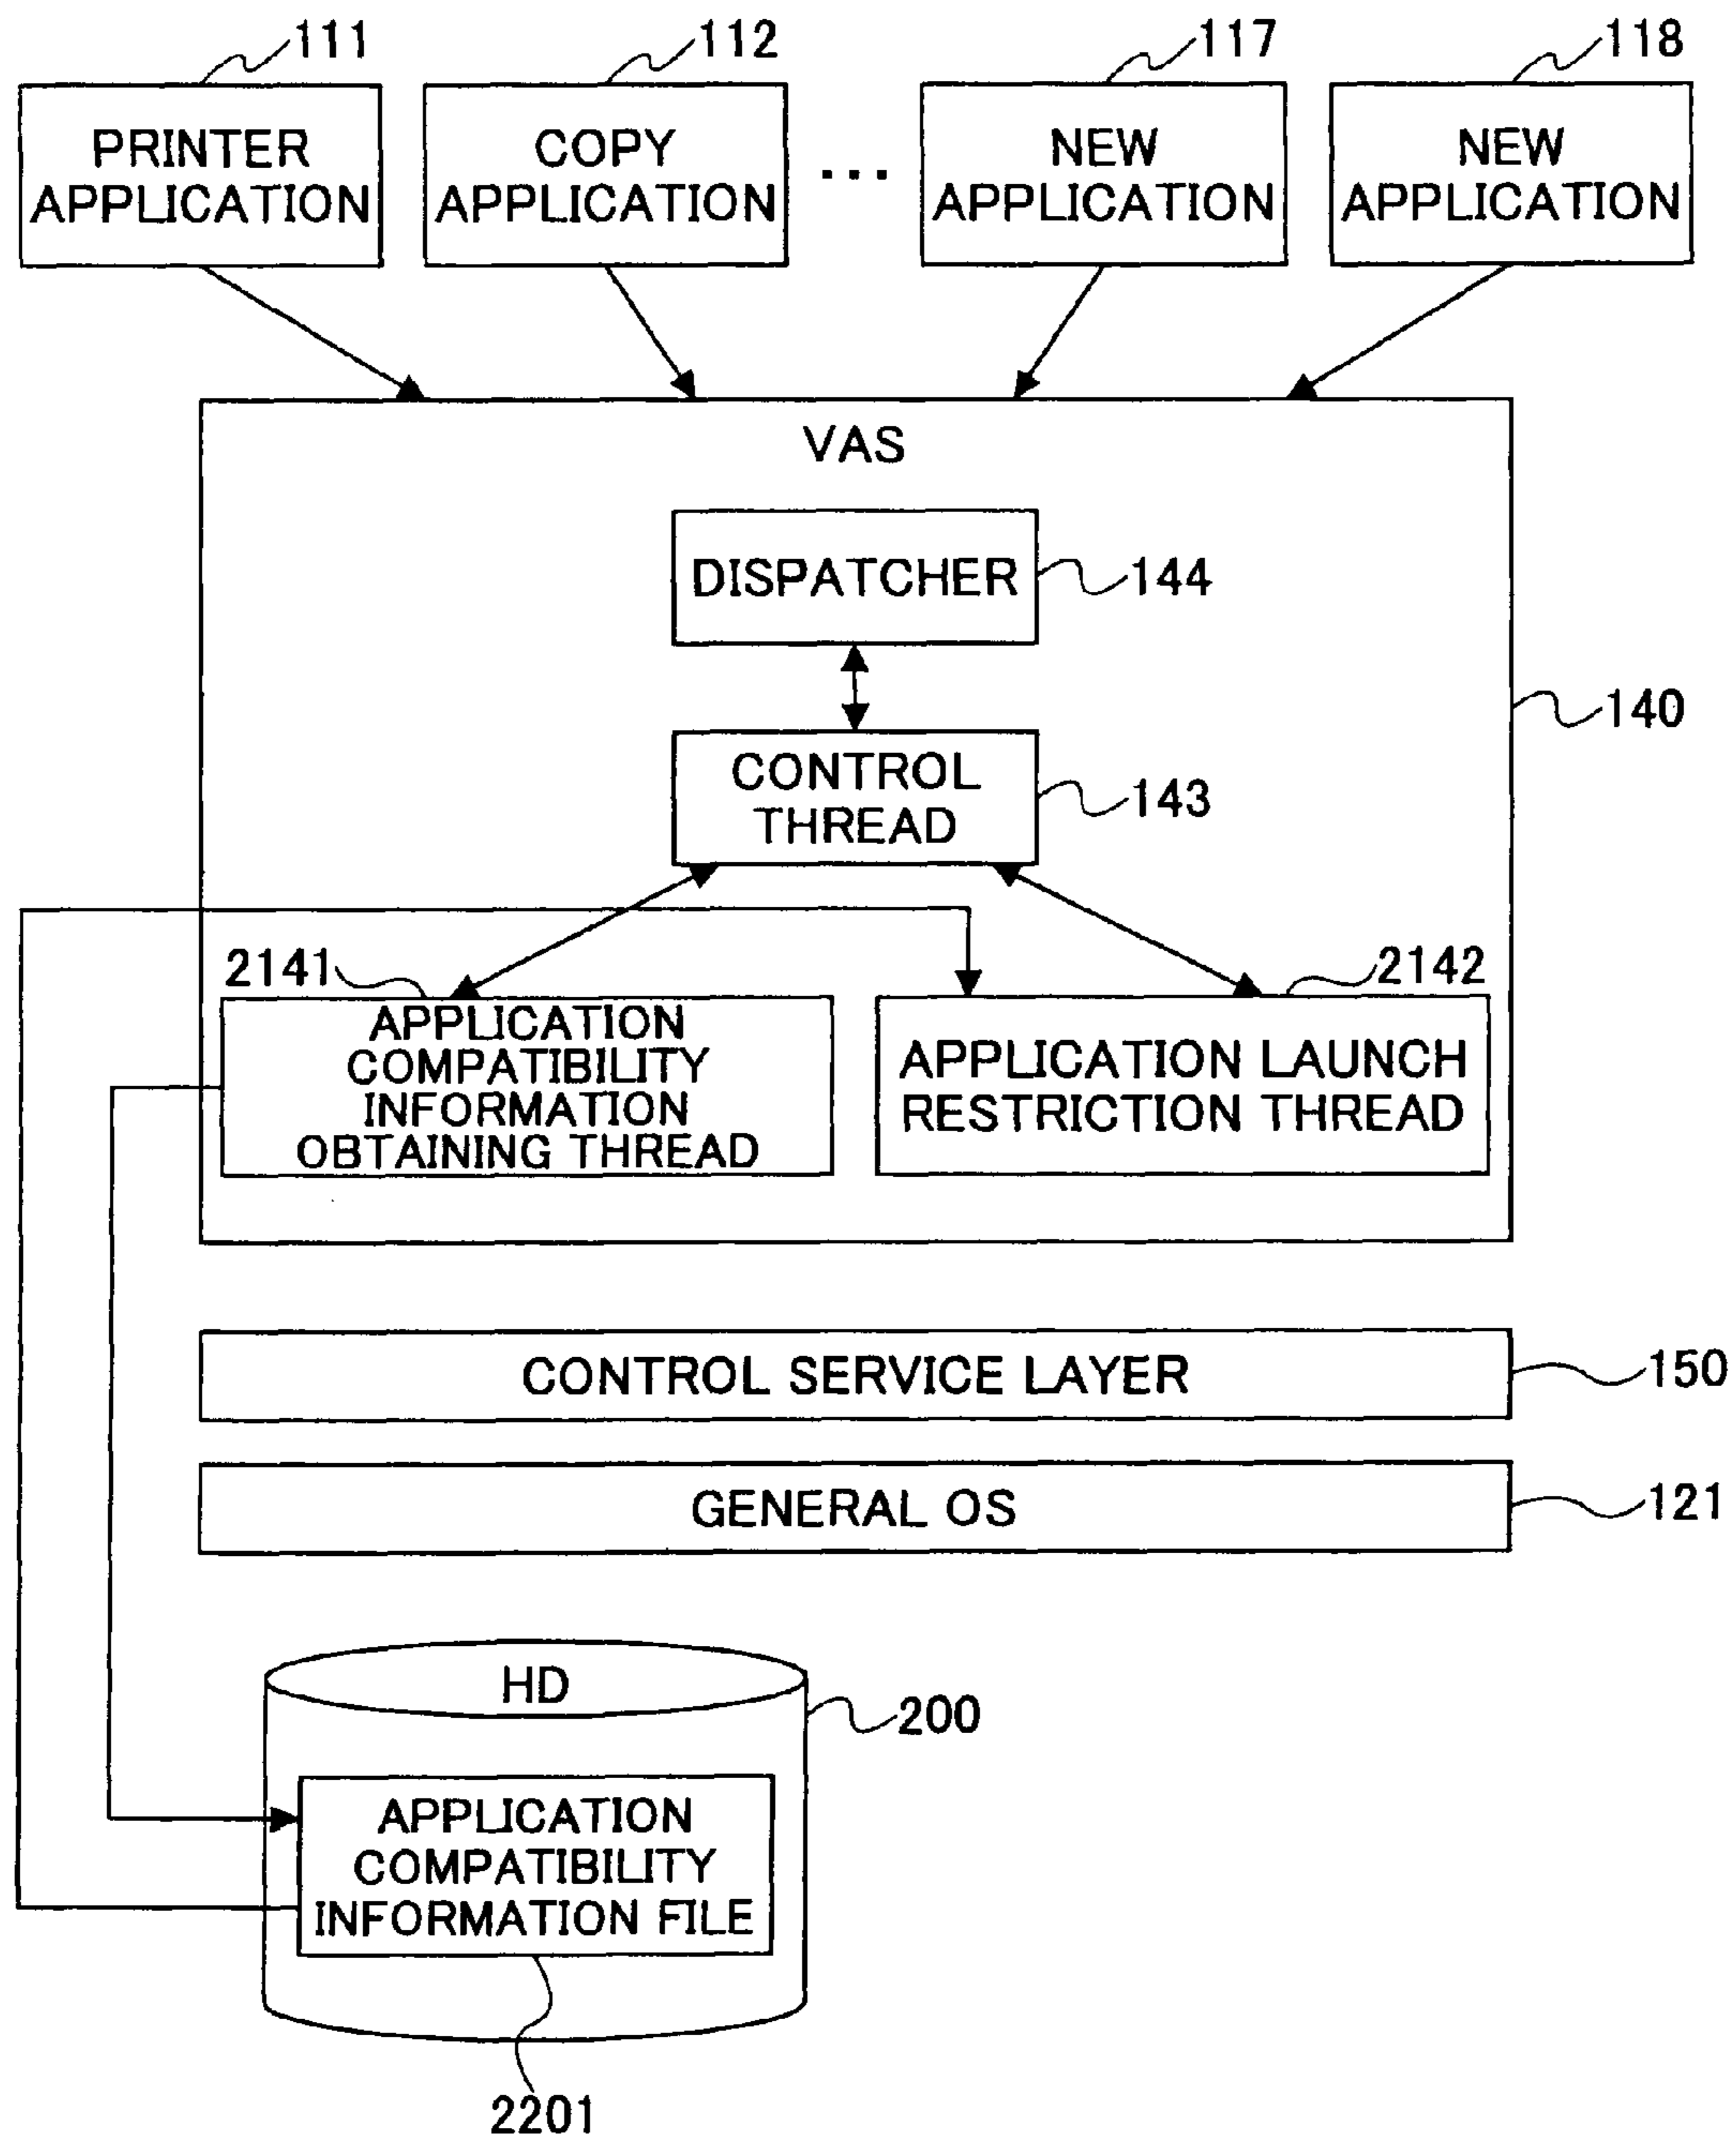 111
112
117
118
PRINTER
APPLICATION
COPY
APPLICATION
...
NEW
APPLICATION
NEW
APPLICATION
VAS
DISPATCHER
144
140
CONTROL
THREAD
143
2141
2142
APPLICATION
COMPATIBILITY
INFORMATION
OBTAINING THREAD
APPLICATION LAUNCH
RESTRICTION THREAD
CONTROL SERVICE LAYER
150
GENERAL OS
121
HD
200
APPLICATION
COMPATIBILITY
INFORMATION FILE
2201